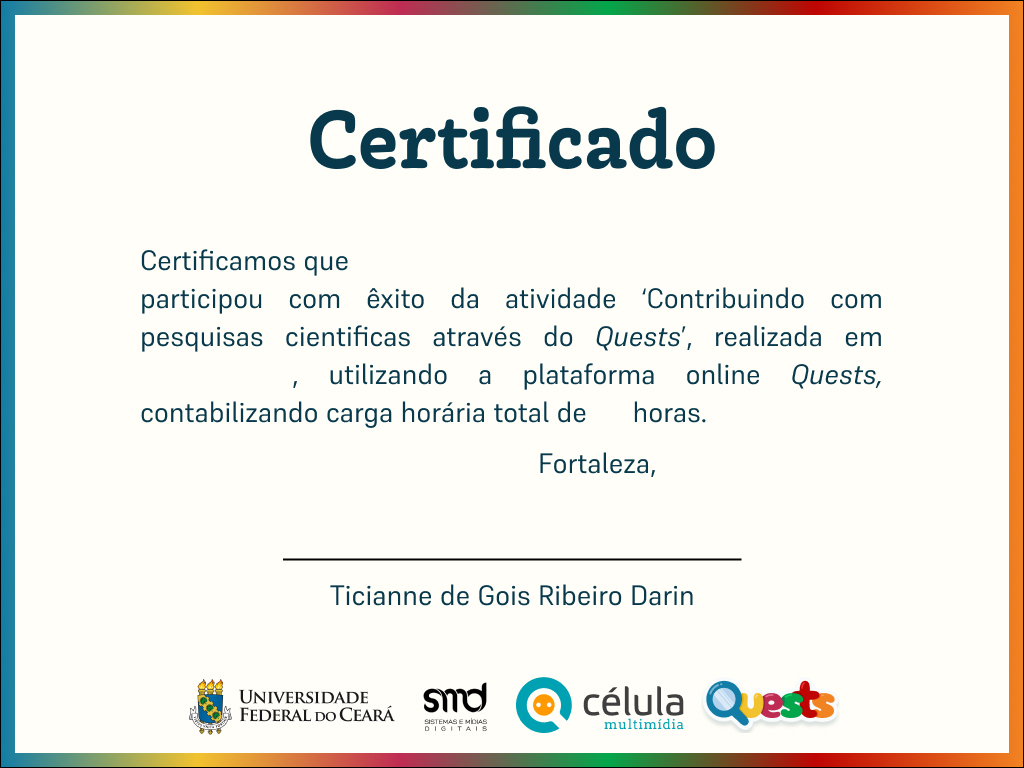 Certificado
Certificamos que
participou com êxito da atividade ‘Contribuindo com
pesquisas cientificas através do Quests’, realizada em
, utilizando a plataforma online Quests,
contabilizando carga horária total de horas.
Fortaleza,
Ticianne de Gois Ribeiro Darin
UNIVERSIDADE
FEDERAL DO CEARÁ
smd
SISTEMAS E MÍDIAS
DIGITAIS
célula
multimídia
Quests